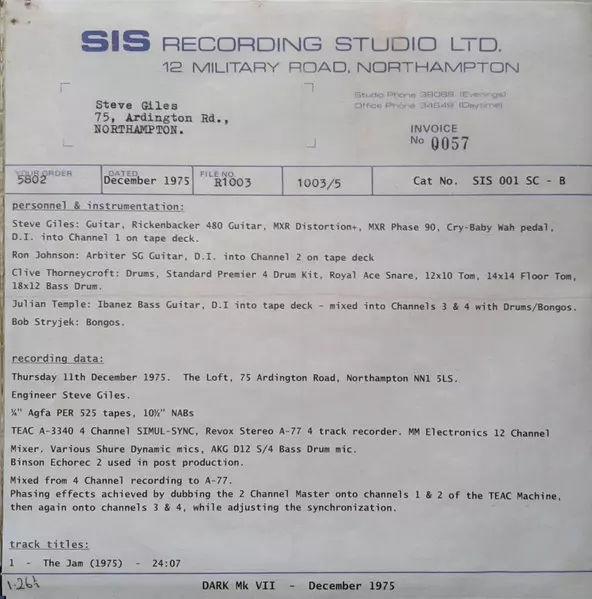 SIS RECORDING STUDIO LTD.
12 MILITARY ROAD, NORTHAMPTON
Studio Phone 39069 (Evenings)
Office Phone 34649 (Daytime)
Steve Giles
75, Ardington Rd.,
NORTHAMPTON.
INVOICE
No 0057
YOUR ORDER
5802
DATED
December 1975
FILE NO.
R1003
1003/5
Cat No. SIS 001 SC - B
personnel & instrumentation:
Steve Giles: Guitar, Rickenbacker 480 Guitar, MXR Distortion+, MXR Phase 90, Cry-Baby Wah pedal,
D.I. into Channel 1 on tape deck.
Ron Johnson: Arbiter SG Guitar, D.I. into Channel 2 on tape deck
Clive Thorneycroft: Drums, Standard Premier 4 Drum Kit, Royal Ace Snare, 12x10 Tom, 14x14 Floor Tom,
18x12 Bass Drum.
Julian Temple: Ibanez Bass Guitar, D.I into tape deck - mixed into Channels 3 & 4 with Drums/Bongos.
Bob Stryjek: Bongos.
recording data:
Thursday 11th December 1975. The Loft, 75 Ardington Road, Northampton NN1 5LS.
Engineer Steve Giles.
¼" Agfa PER 525 tapes, 10½" NABs
TEAC A-3340 4 Channel SIMUL-SYNC, Revox Stereo A-77 4 track recorder. MM Electronics 12 Channel
Mixer. Various Shure Dynamic mics, AKG D12 S/4 Bass Drum mic.
Binson Echorec 2 used in post production.
Mixed from 4 Channel recording to A-77.
Phasing effects achieved by dubbing the 2 Channel Master onto channels 1 & 2 of the TEAC Machine,
then again onto channels 3 & 4, while adjusting the synchronization.
track titles:
1 - The Jam (1975) - 24:07
1.26½
DARK Mk VII - December 1975